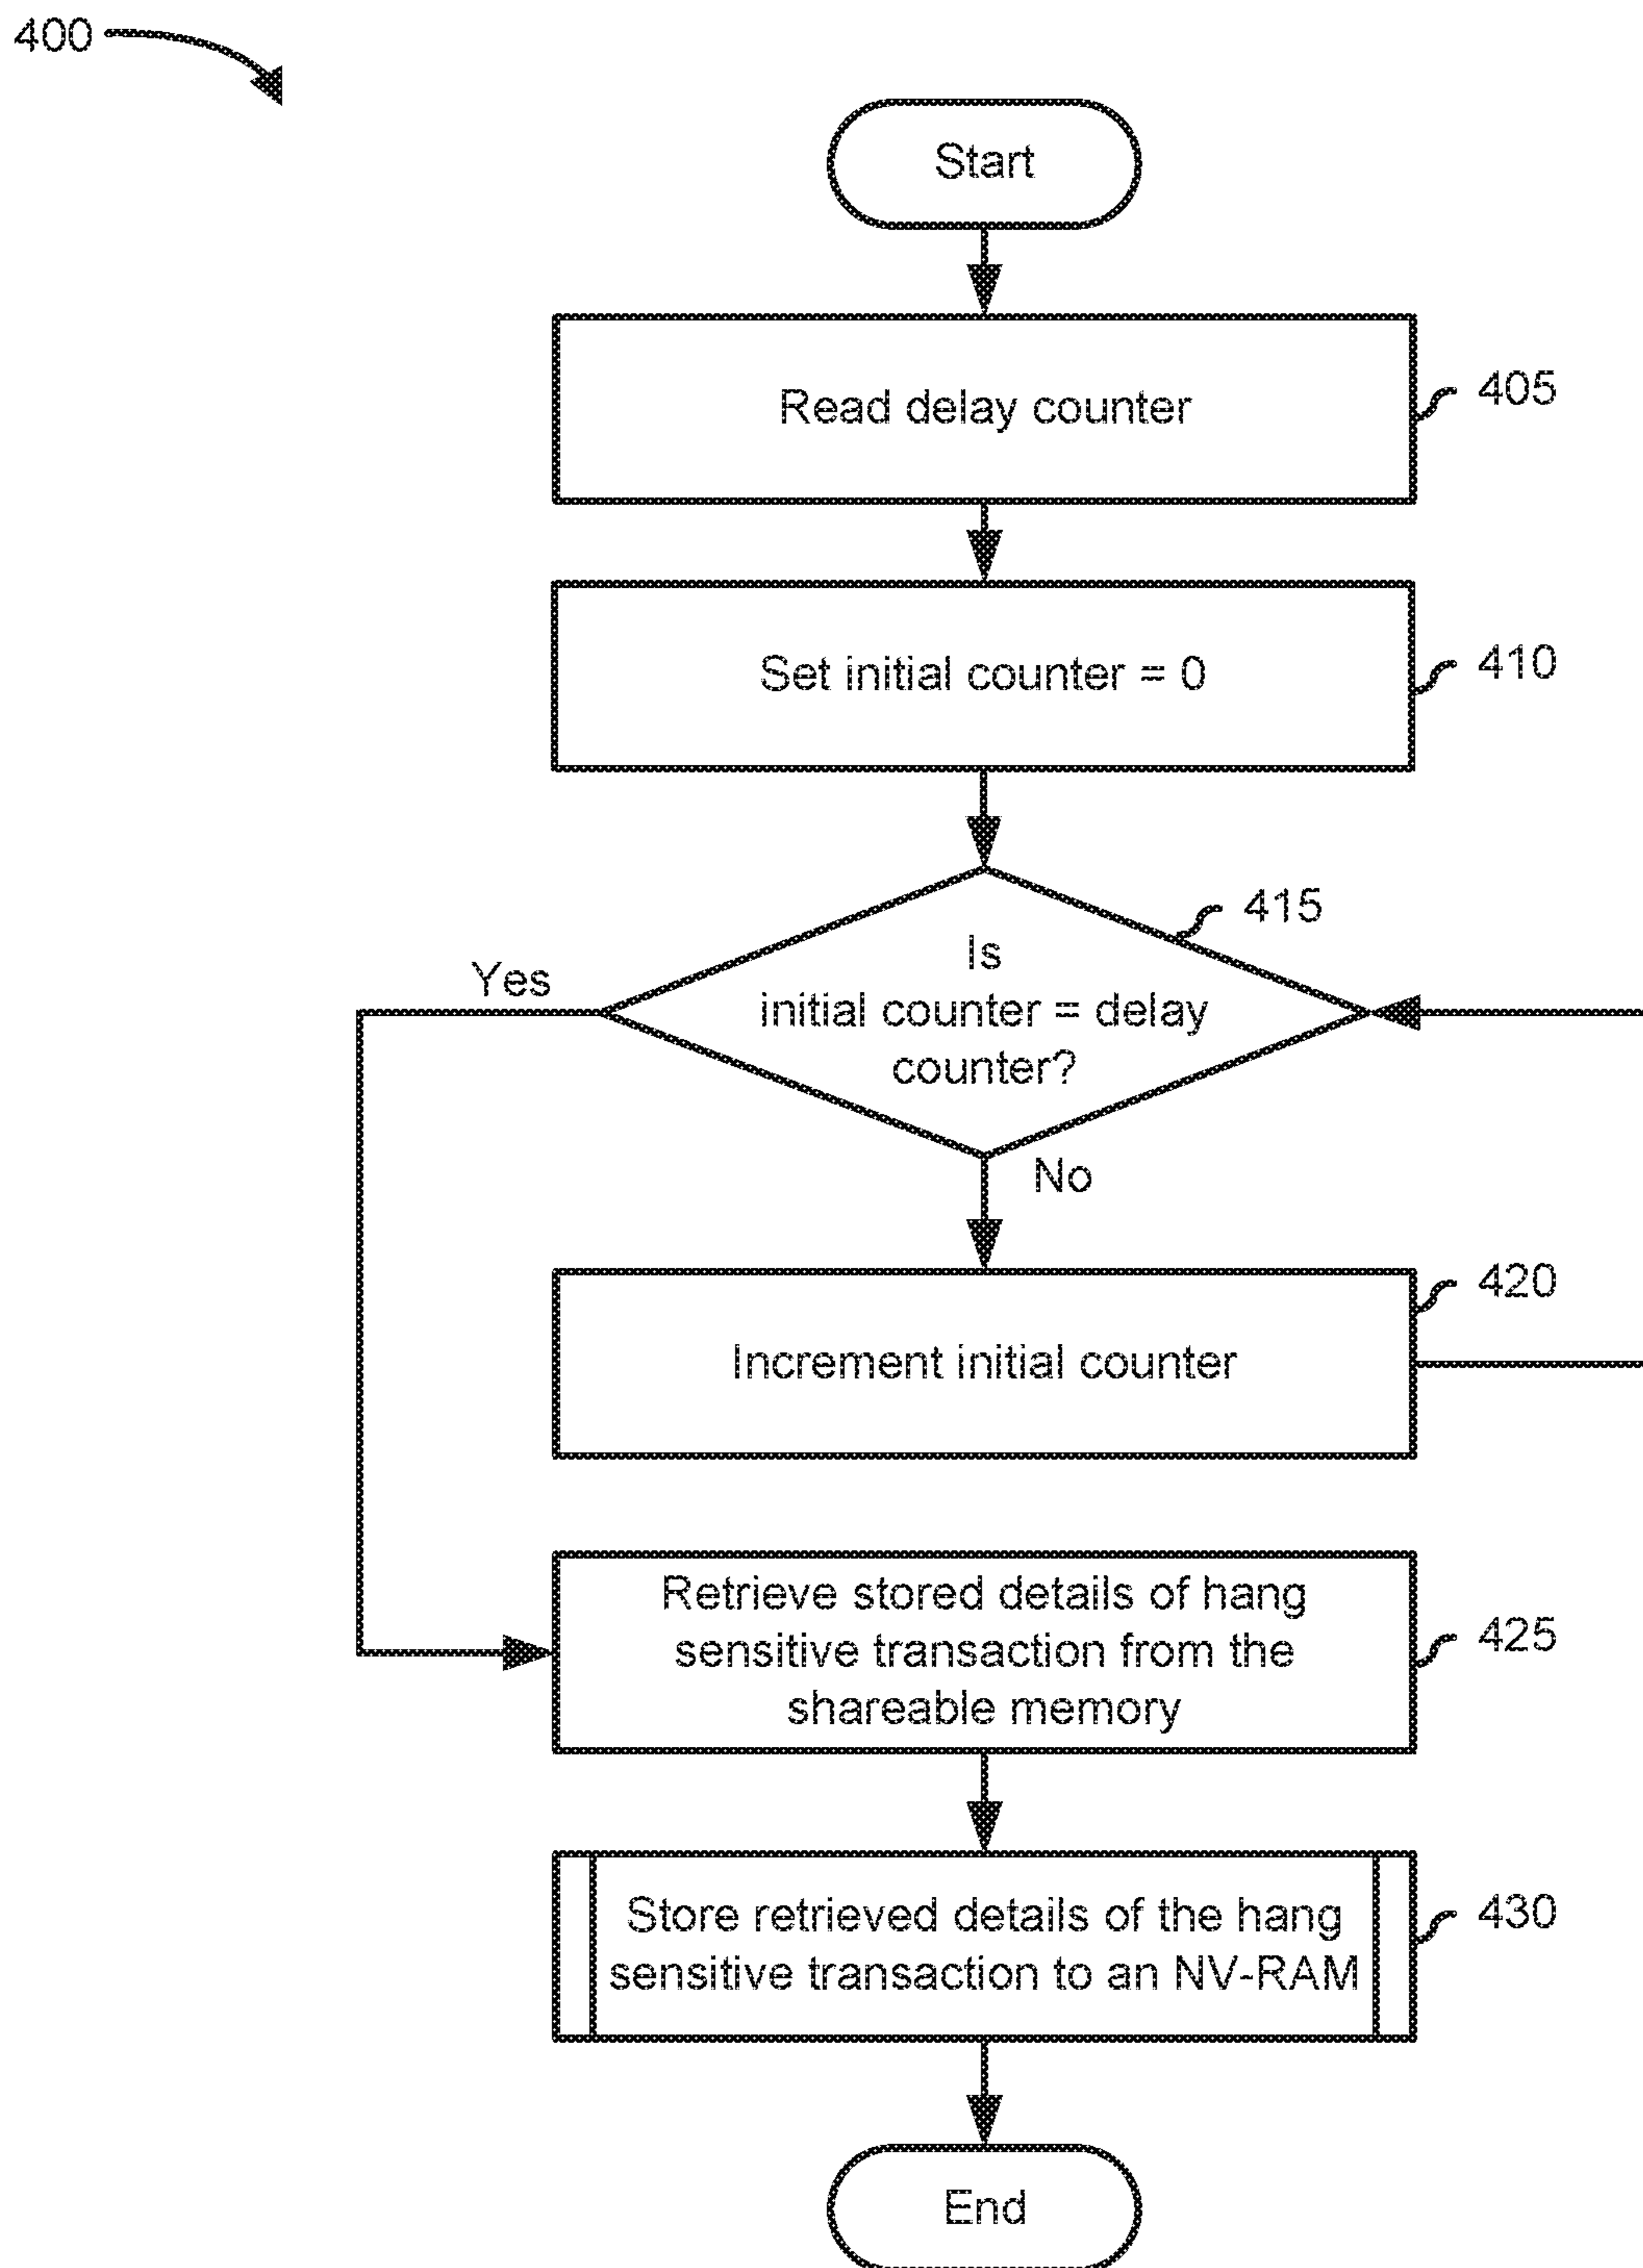 400
Start
Read delay counter
405
Set initial counter = 0
410
415
Is
initial counter = delay
counter?
Yes
No
Increment initial counter
420
Retrieve stored details of hang
sensitive transaction from the
shareable memory
425
Store retrieved details of the hang
sensitive transaction to an NV-RAM
430
End